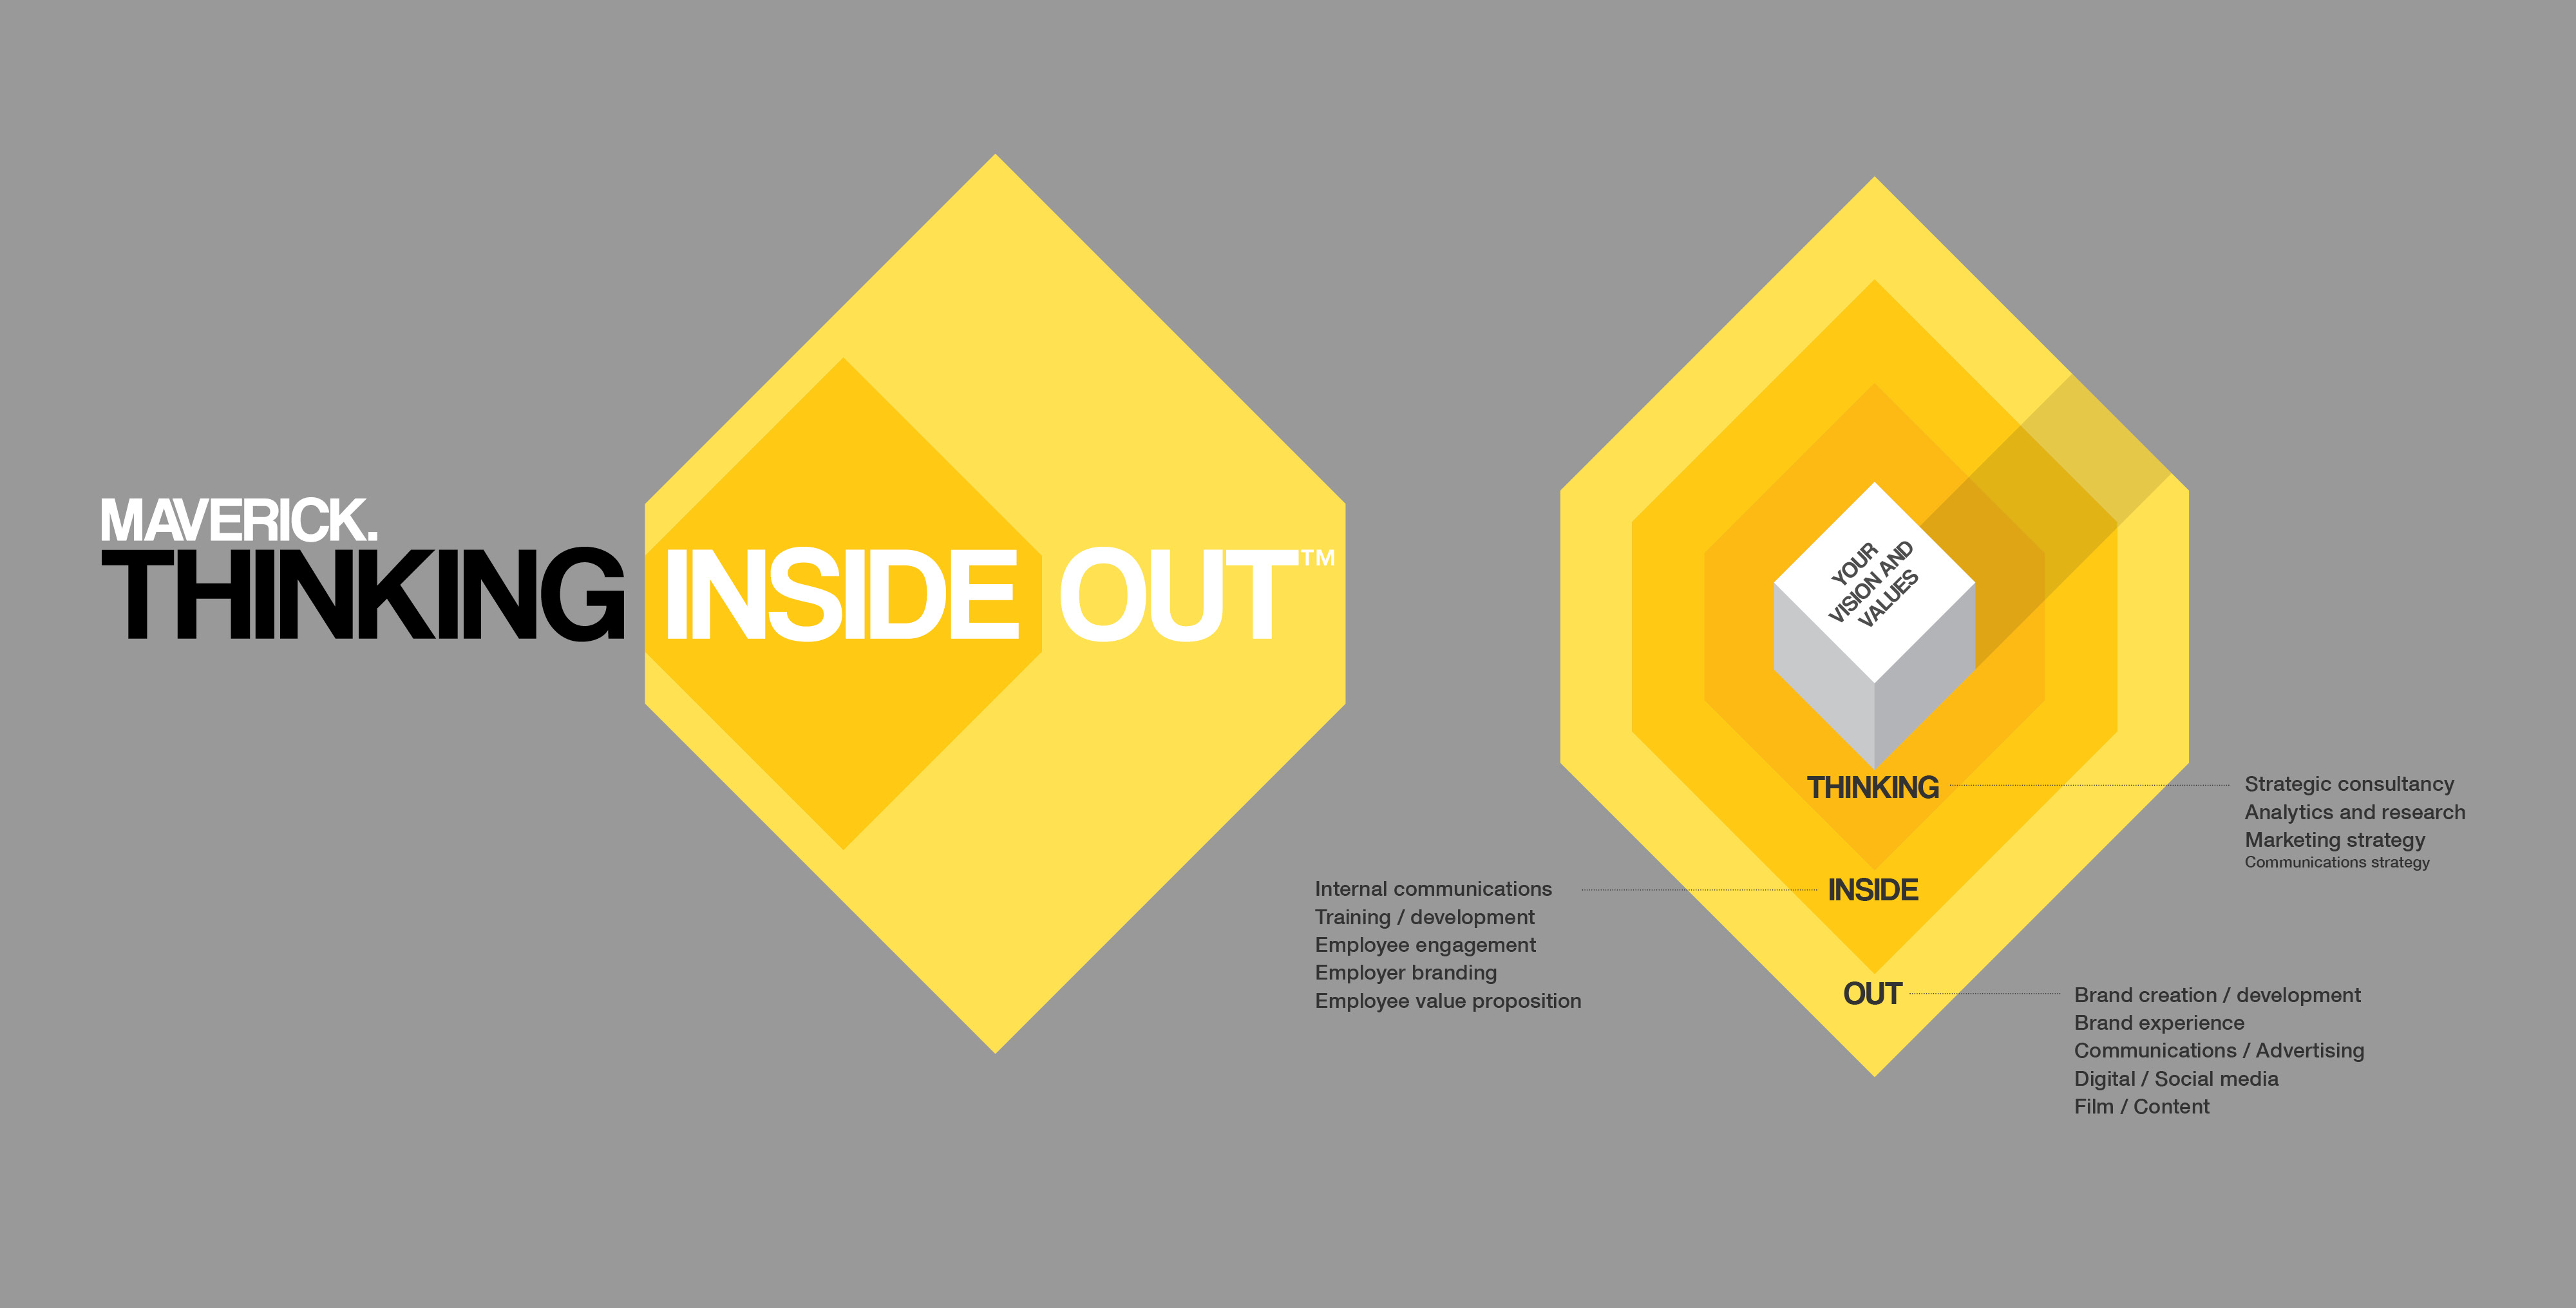 MAVERICK.
THINKING INSIDE OUT™
YOUR
VISION AND
VALUES
THINKING
Strategic consultancy
Analytics and research
Marketing strategy
Communications strategy
INSIDE
Internal communications
Training / development
Employee engagement
Employer branding
Employee value proposition
OUT
Brand creation / development
Brand experience
Communications / Advertising
Digital / Social media
Film / Content